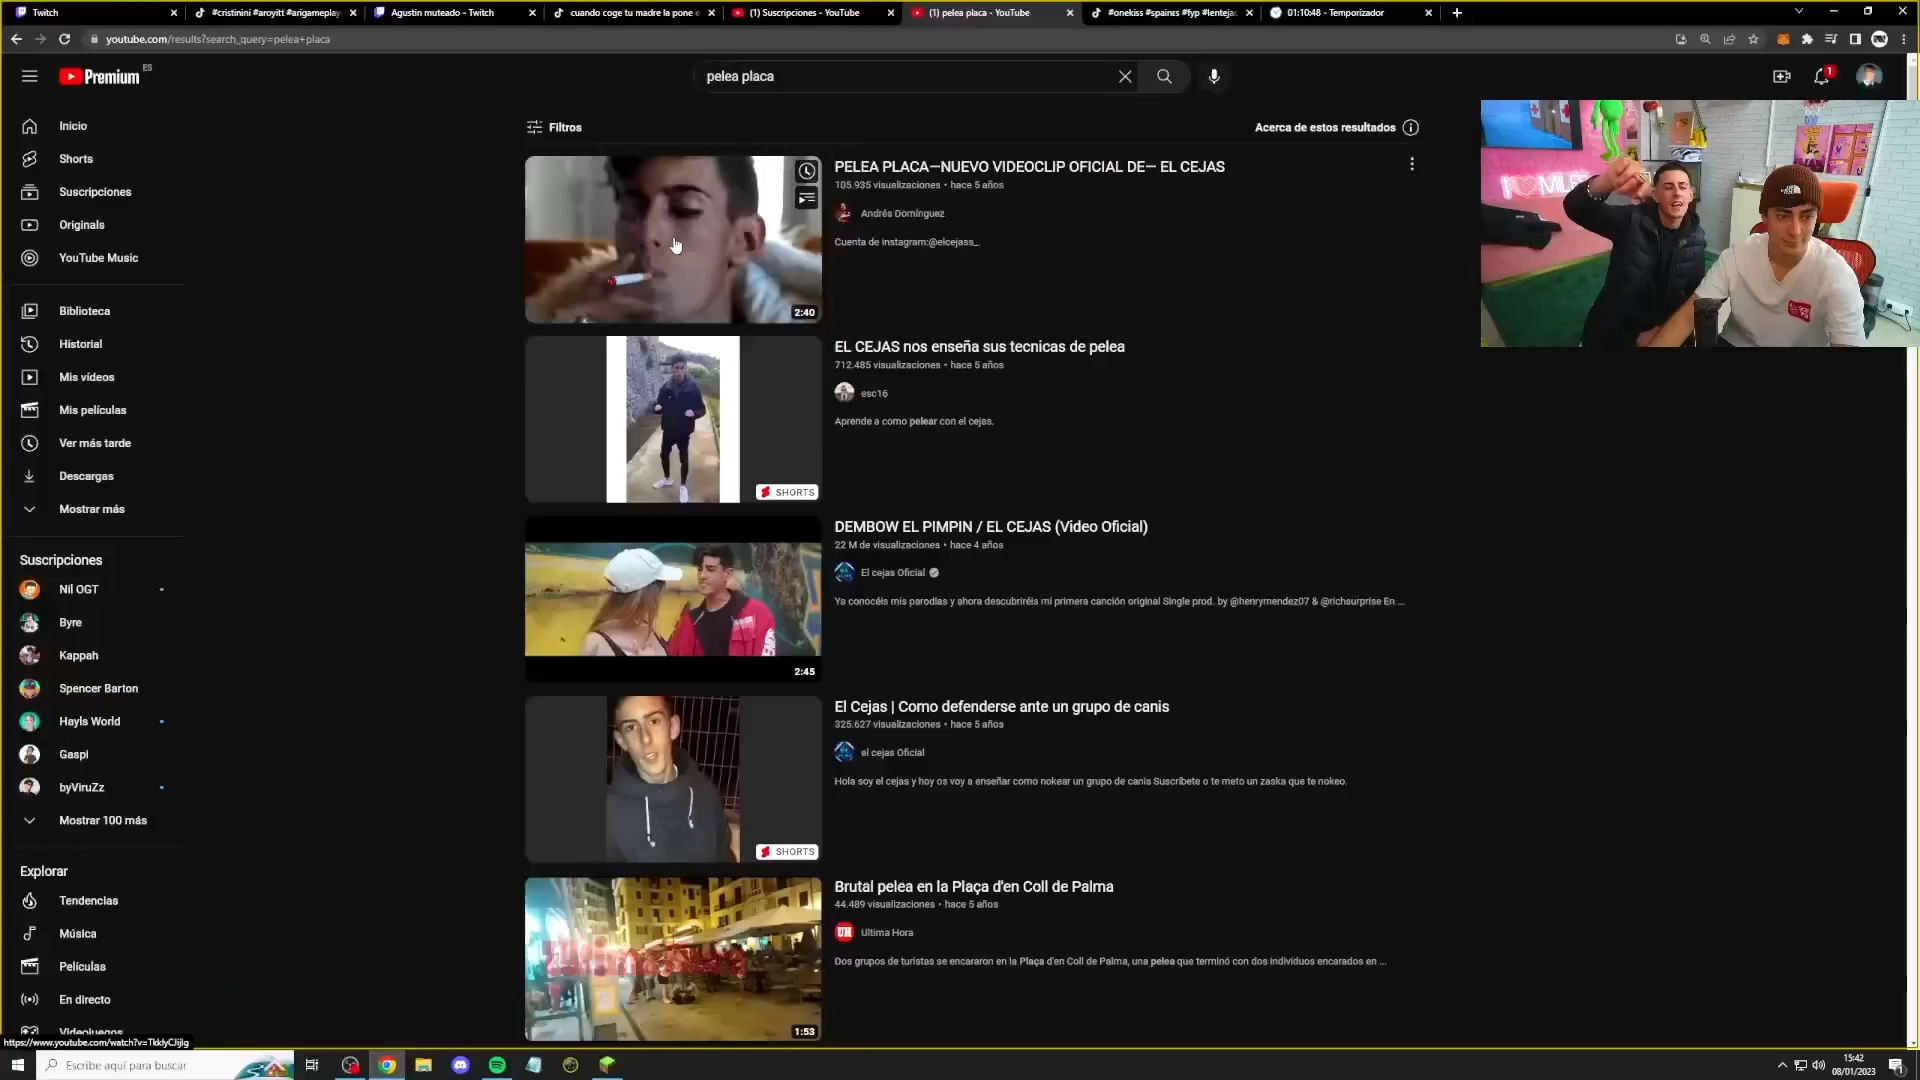 Twitch
#cristinini #aroyitt #arigameplay
Agustin muteado - Twitch
cuando coge tu madre la pone e
(1) Suscripciones - YouTube
(1) pelea placa - YouTube
#onekiss #spain #fyp #lentejas
01:10:48 - Temporizador
youtube.com/results?search_query=pelea+placa
Premium
ES
pelea placa
1
Inicio
Shorts
Suscripciones
Originals
YouTube Music
Biblioteca
Historial
Mis vídeos
Mis películas
Ver más tarde
Descargas
Mostrar más
Suscripciones
Nil OGT
Byre
Kappah
Spencer Barton
Hayls World
Gaspi
byViruZz
Mostrar 100 más
Explorar
Tendencias
Música
Películas
En directo
Videojuegos
Filtros
Acerca de estos resultados
PELEA PLACA—NUEVO VIDEOCLIP OFICIAL DE— EL CEJAS
105.935 visualizaciones • hace 5 años
Andrés Domínguez
Cuenta de instagram:@elcejass_.
2:40
EL CEJAS nos enseña sus tecnicas de pelea
712.485 visualizaciones • hace 5 años
esc16
Aprende a como pelear con el cejas.
SHORTS
DEMBOW EL PIMPIN / EL CEJAS (Video Oficial)
22 M de visualizaciones • hace 4 años
El cejas Oficial
Ya conocéis mis parodias y ahora descubriréis mi primera canción original Single prod. by @henrymendez07 & @richsurprise En ...
2:45
El Cejas | Como defenderse ante un grupo de canis
325.627 visualizaciones • hace 5 años
el cejas Oficial
Hola soy el cejas y hoy os voy a enseñar como nokear un grupo de canis Suscríbete o te meto un zaska que te nokeo.
SHORTS
Brutal pelea en la Plaça d'en Coll de Palma
44.489 visualizaciones • hace 5 años
UH
Ultima Hora
Dos grupos de turistas se encararon en la Plaça d'en Coll de Palma, una pelea que terminó con dos individuos encarados en ...
1:53
https://www.youtube.com/watch?v=TkklyCJijlg
Escribe aquí para buscar
15:42
08/01/2023
1